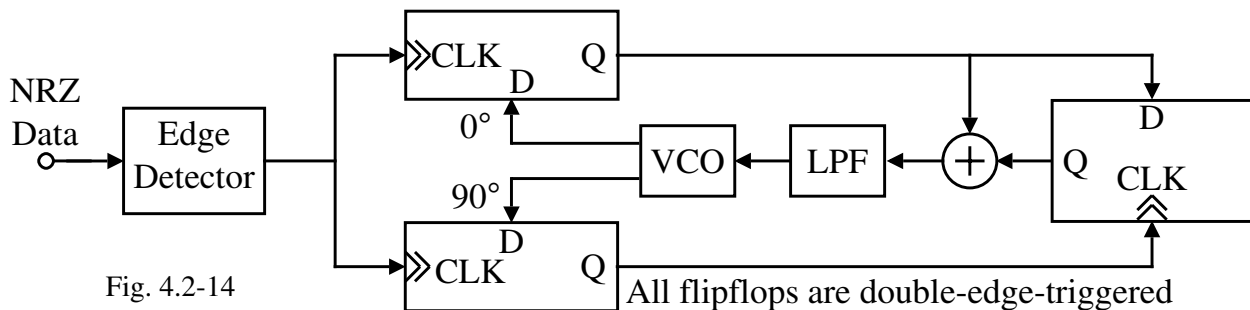 NRZ
Data
Edge
Detector
CLK
D
Q
0°
90°
VCO
LPF
+
D
Q
CLK
D
CLK
Q
Fig. 4.2-14
All flipflops are double-edge-triggered